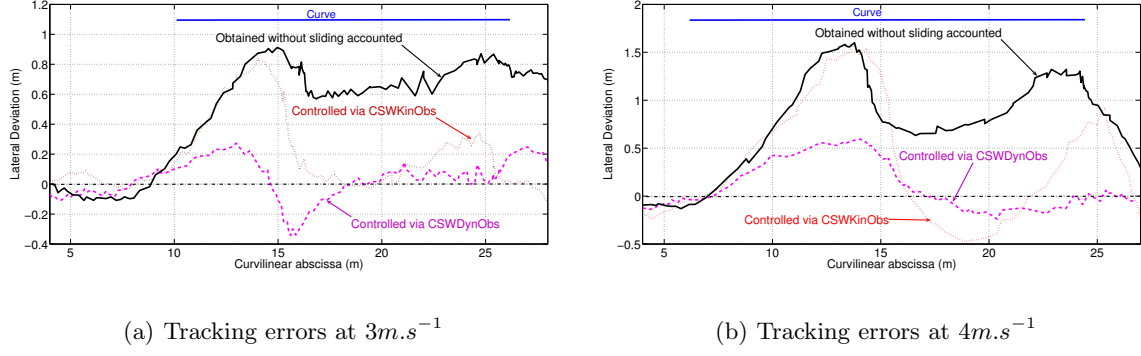 Curve
Obtained without sliding accounted
Controlled via CSWKinObs
Controlled via CSWDynObs
1.2
1
0.8
0.6
0.4
0.2
0
−0.2
−0.4
Lateral Deviation (m)
5 10 15 20 25
Curvilinear abscissa (m)
(a) Tracking errors at 3m.s−1
Curve
Obtained without sliding accounted
Controlled via CSWDynObs
Controlled via CSWKinObs
2
1.5
1
0.5
0
−0.5
Lateral Deviation (m)
5 10 15 20 25
Curvilinear abscissa (m)
(b) Tracking errors at 4m.s−1